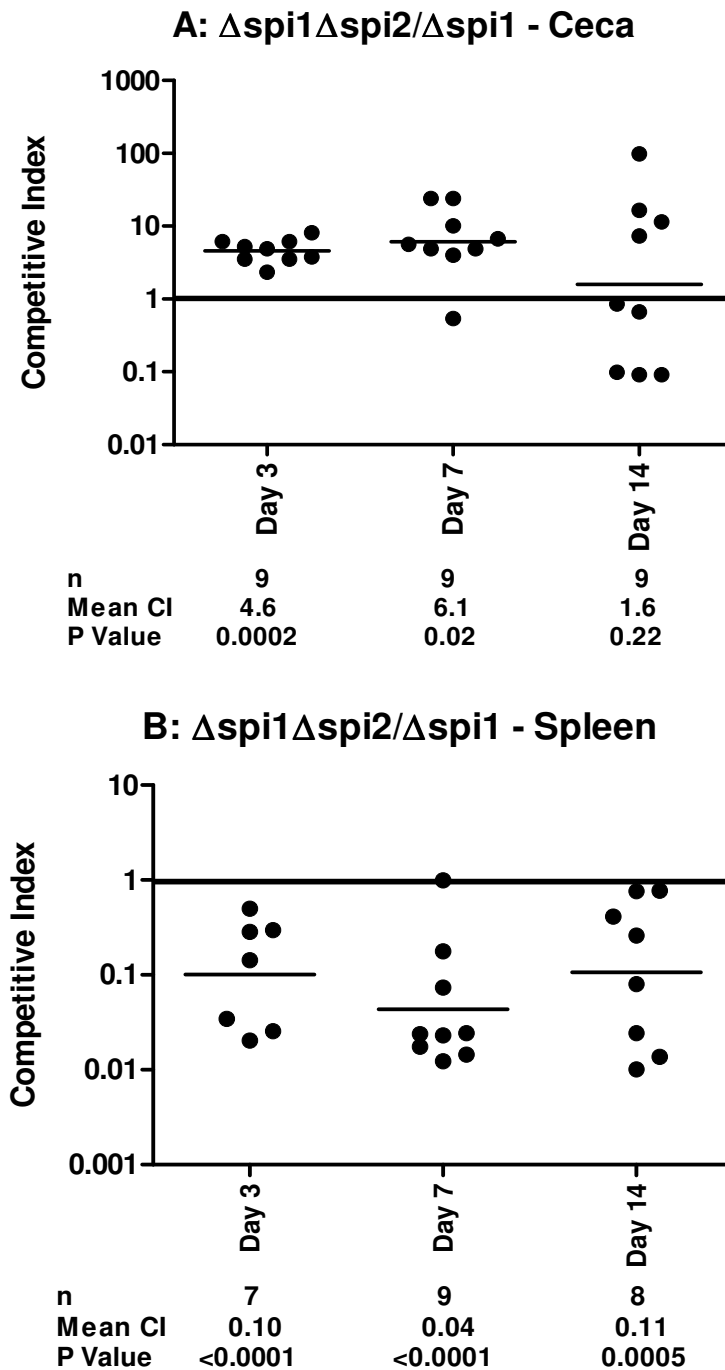 A: Δspi1Δspi2/Δspi1 - Ceca
Competitive Index
1000
100
10
1
0.1
0.01
Day 3 Day 7 Day 14
n 9 9 9
Mean CI 4.6 6.1 1.6
P Value 0.0002 0.02 0.22
B: Δspi1Δspi2/Δspi1 - Spleen
Competitive Index
10
1
0.1
0.01
0.001
Day 3 Day 7 Day 14
n 7 9 8
Mean CI 0.10 0.04 0.11
P Value <0.0001 <0.0001 0.0005